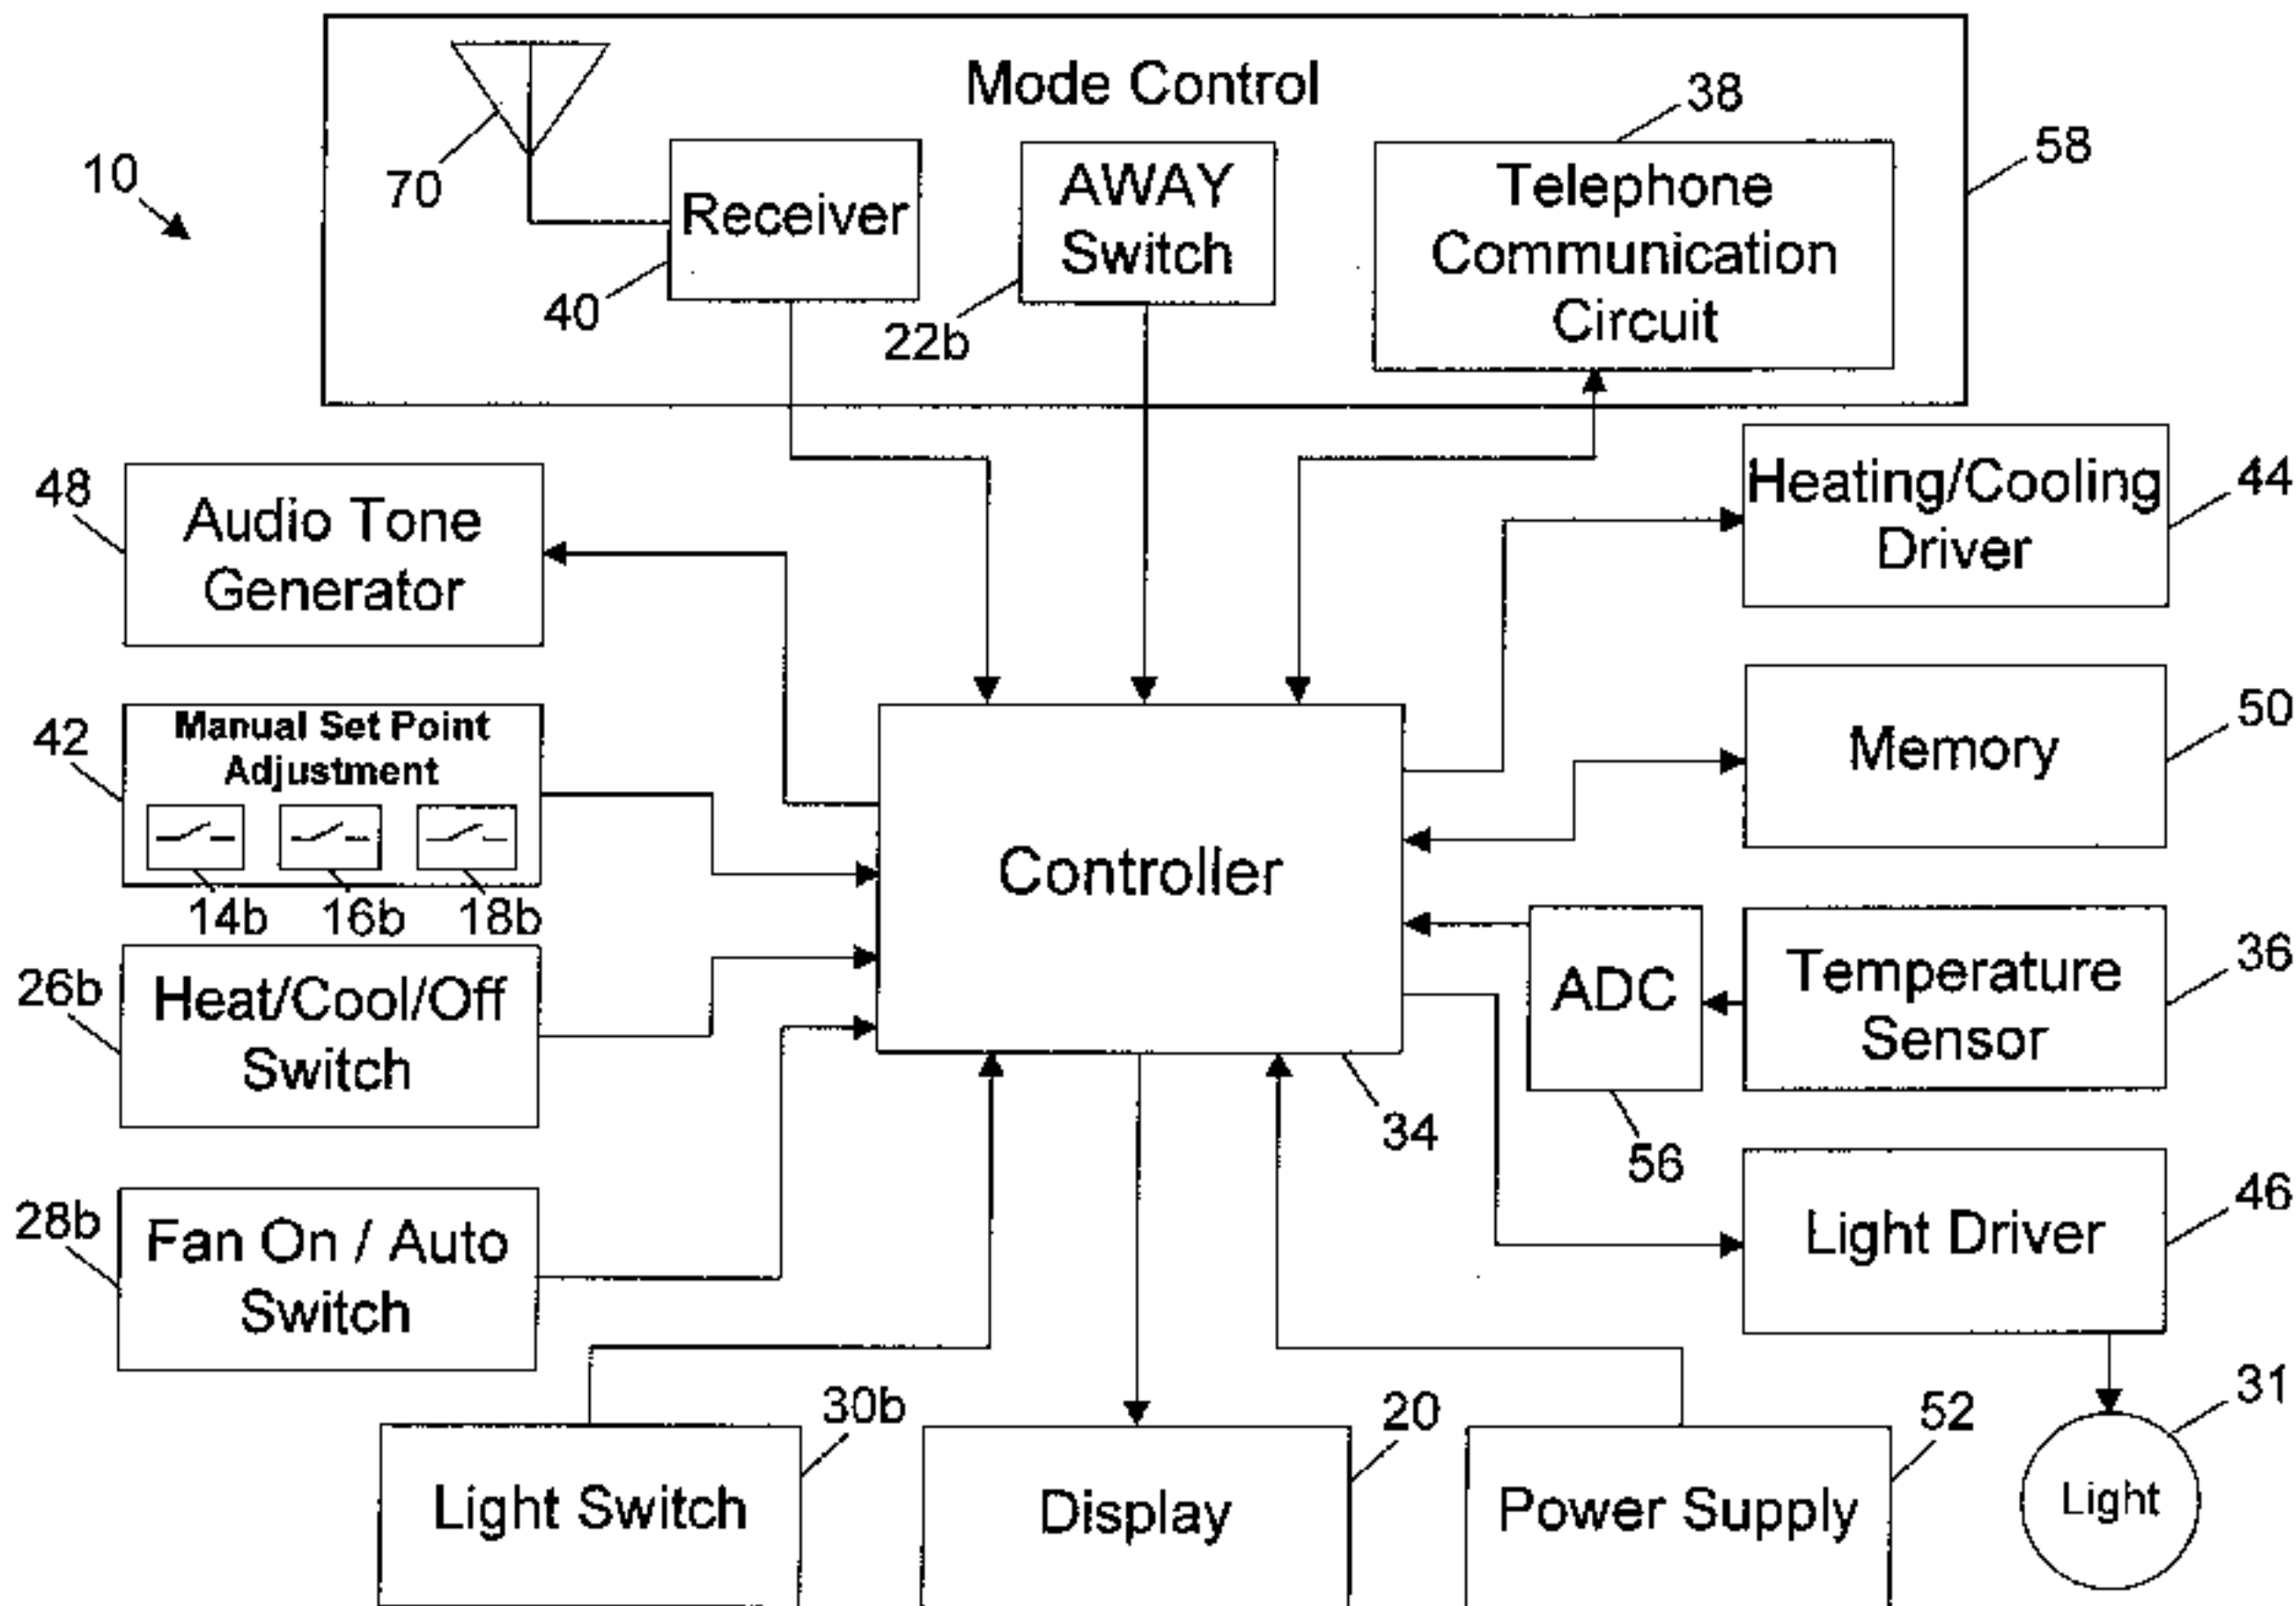 Mode Control
38
58
10
70
Receiver
AWAY
Switch
Telephone
Communication
Circuit
40
22b
48
Audio Tone
Generator
Heating/Cooling
Driver
44
42
Manual Set Point
Adjustment
14b 16b 18b
Controller
Memory
50
26b
Heat/Cool/Off
Switch
ADC
Temperature
Sensor
36
34
56
28b
Fan On / Auto
Switch
Light Driver
46
30b
20
52
31
Light Switch
Display
Power Supply
Light